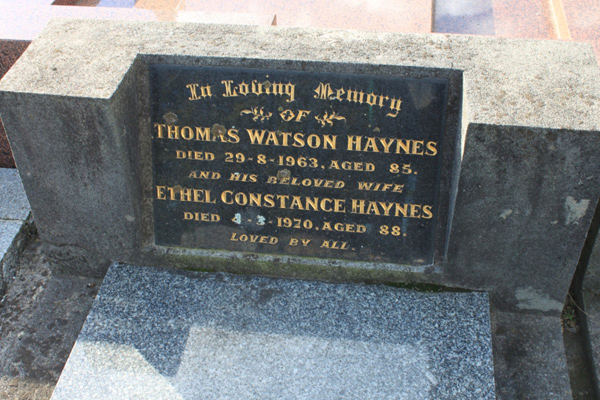 In Loving Memory
OF
THOMAS WATSON HAYNES
DIED 29-8-1963, AGED 85.
AND HIS BELOVED WIFE
ETHEL CONSTANCE HAYNES
DIED -3-1970, AGED 88.
LOVED BY ALL.